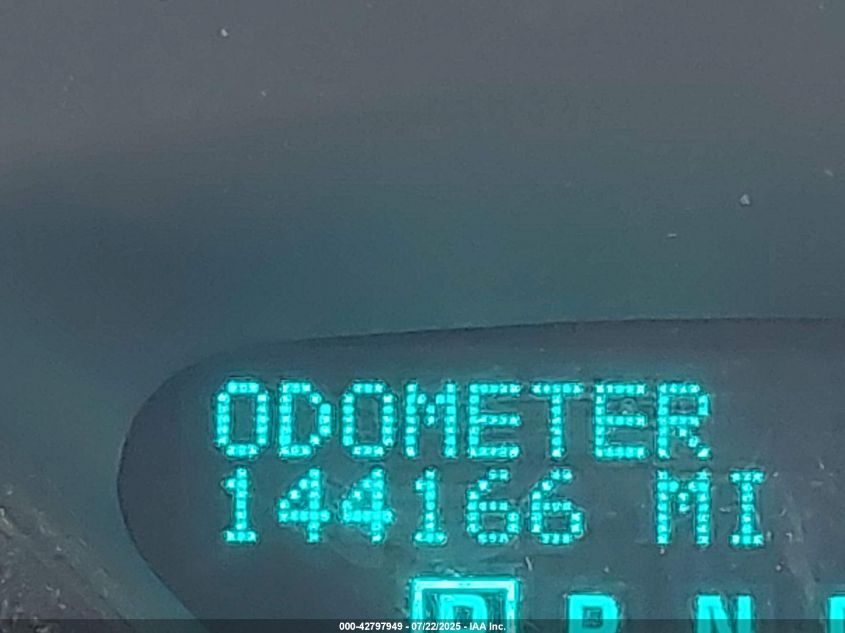 ODOMETER
144166 MI
P R N
000-42797949 - 07/22/2025 - IAA Inc.